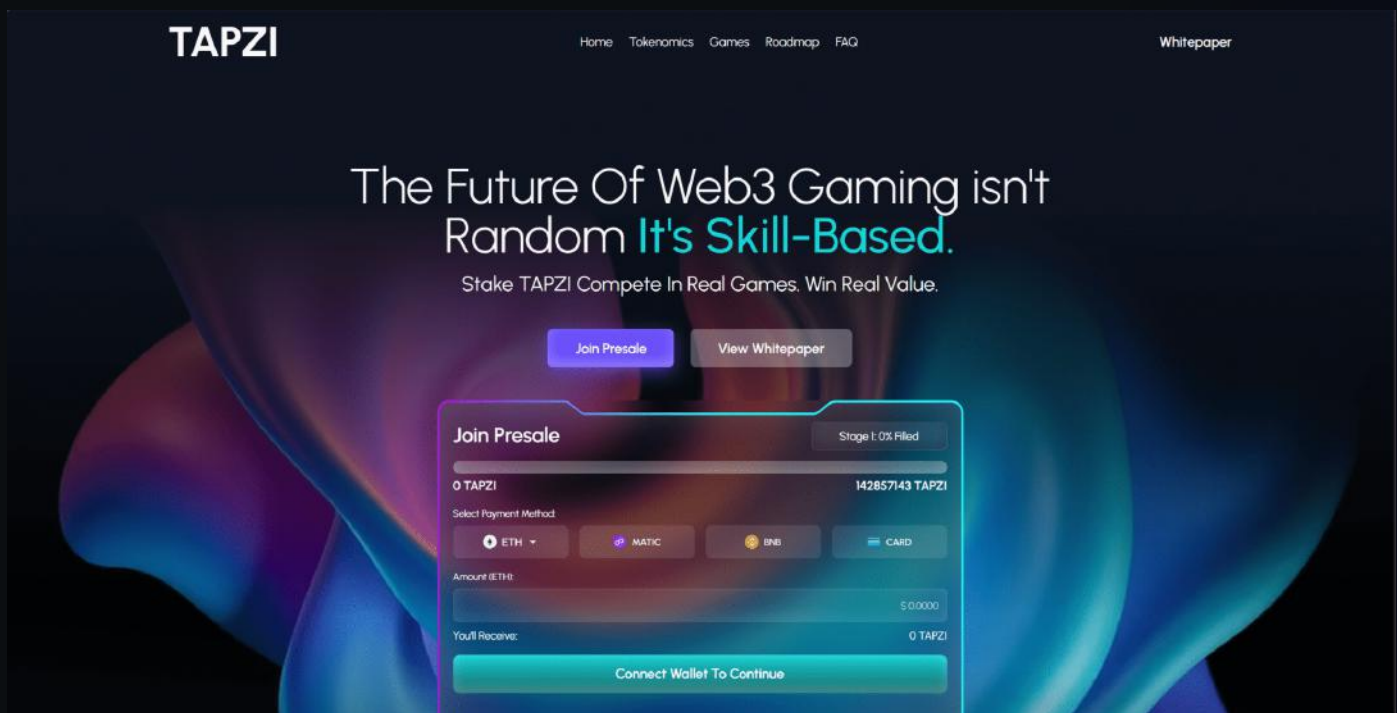 TAPZI
Home Tokenomics Games Roadmap FAQ
Whitepaper
The Future Of Web3 Gaming isn't
Random It's Skill-Based.
Stake TAPZI Compete In Real Games. Win Real Value.
Join Presale
View Whitepaper
Join Presale
Stage 1: 0% Filled
0 TAPZI
142857143 TAPZI
Select Payment Method:
ETH
MATIC
BNB
CARD
Amount (ETH):
$ 0.0000
You'll Receive:
0 TAPZI
Connect Wallet To Continue